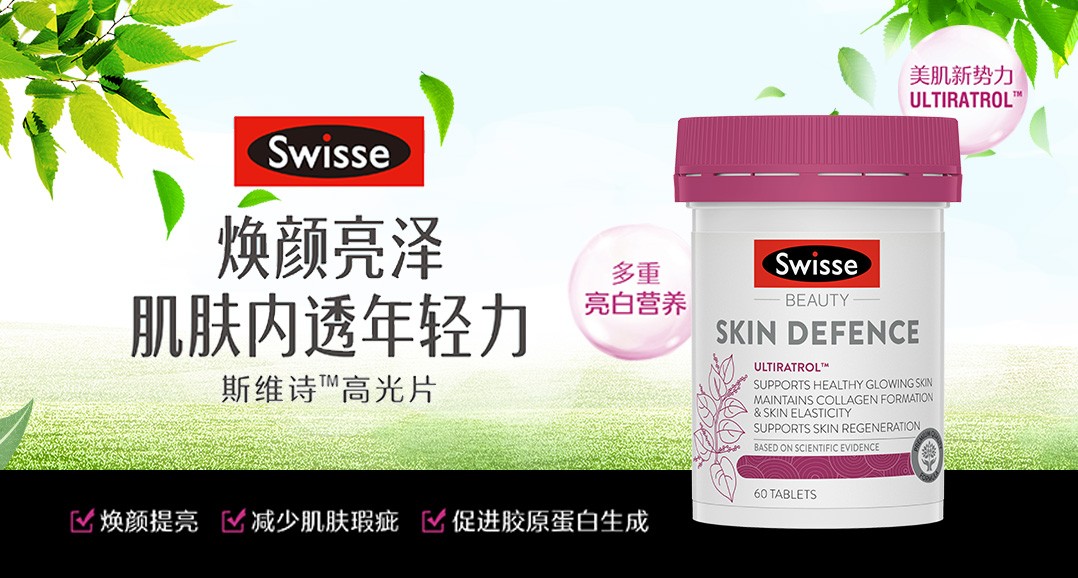 美肌新势力
ULTIRATROL™
Swisse
焕颜亮泽
肌肤内透年轻力
斯维诗™高光片
多重
亮白营养
Swisse
BEAUTY
SKIN DEFENCE
ULTIRATROL™
SUPPORTS HEALTHY GLOWING SKIN
MAINTAINS COLLAGEN FORMATION
& SKIN ELASTICITY
SUPPORTS SKIN REGENERATION
BASED ON SCIENTIFIC EVIDENCE
60 TABLETS
焕颜提亮
减少肌肤瑕疵
促进胶原蛋白生成